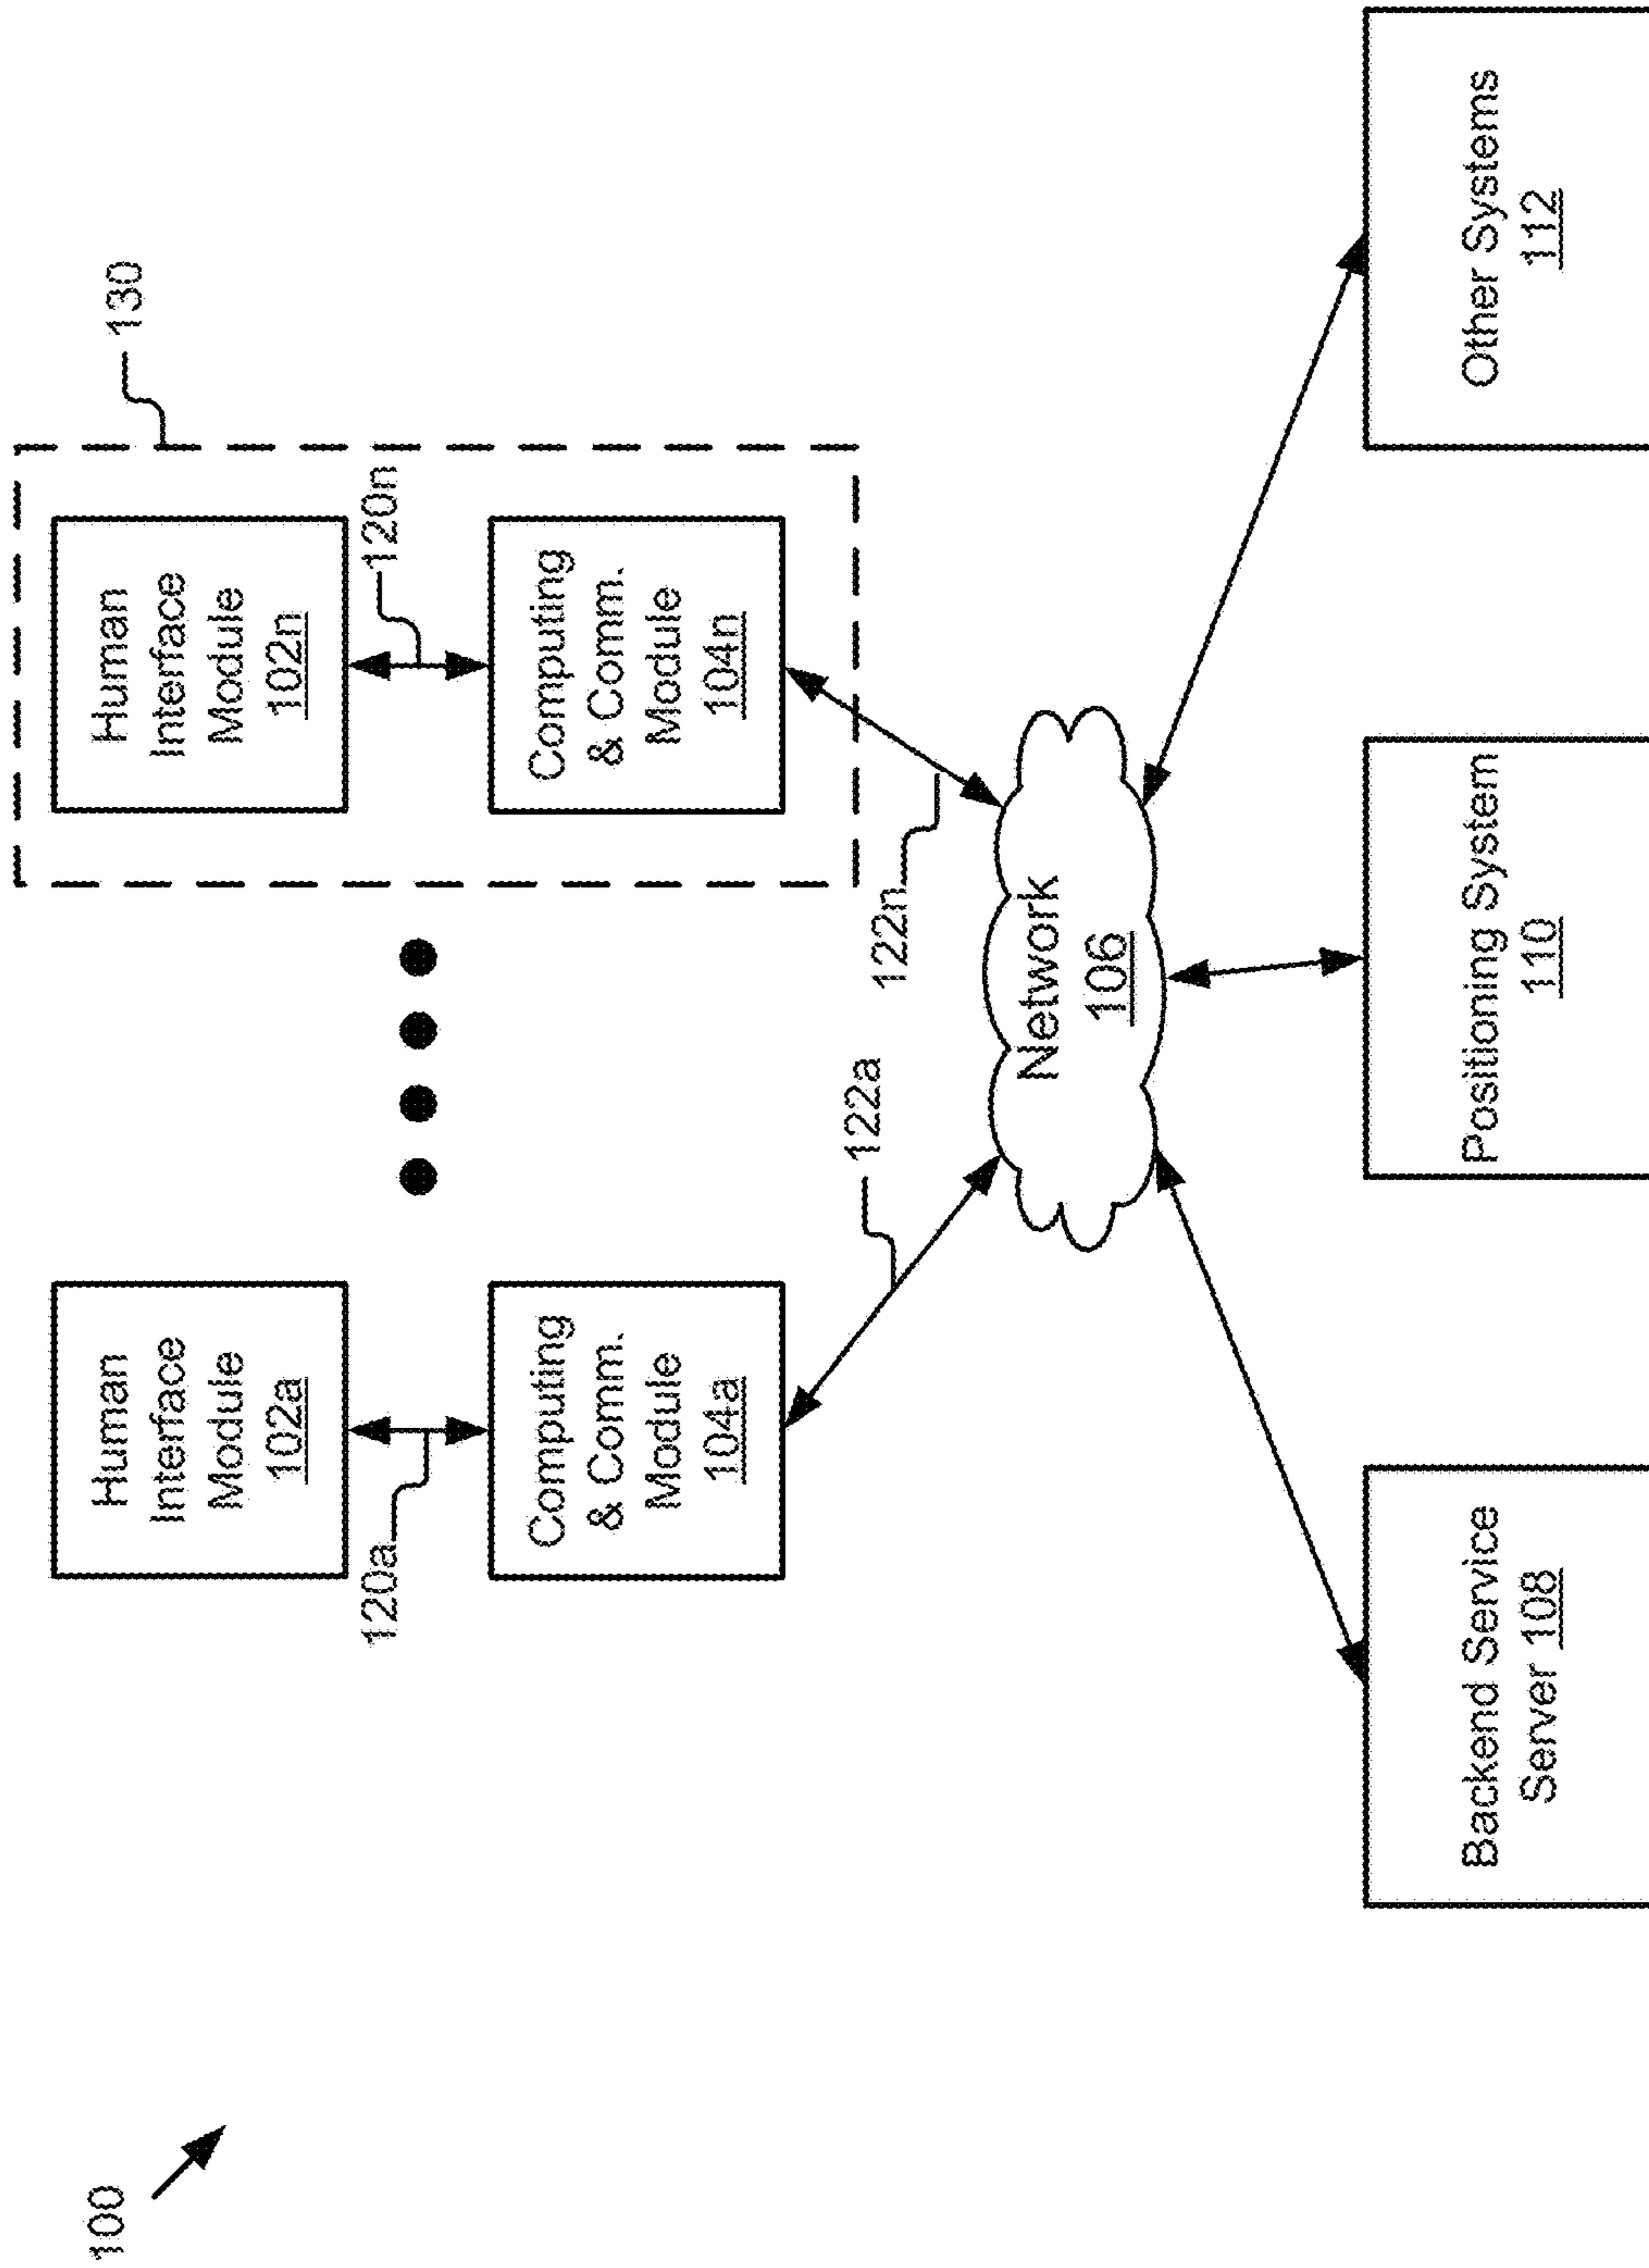 100
130
Human
Interface
Module
102a
Human
Interface
Module
102n
120a
120n
Computing
& Comm.
Module
104a
Computing
& Comm.
Module
104n
122a
122n
Network
106
Backend Service
Server 108
Positioning System
110
Other Systems
112